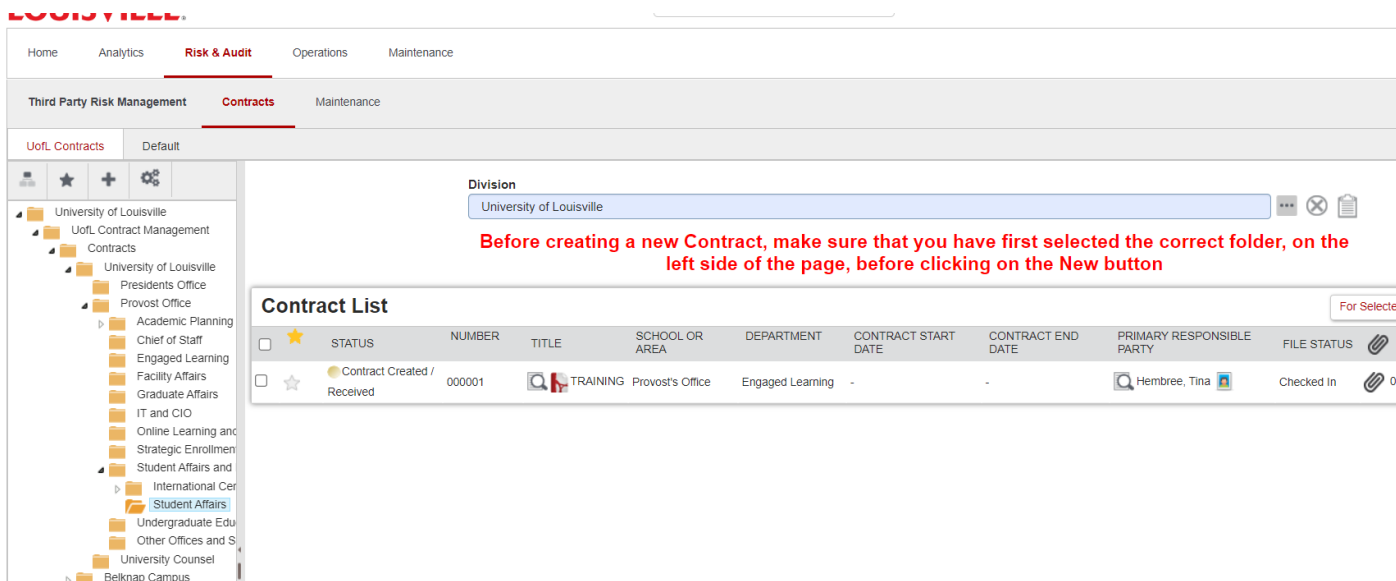 LOUISVILLE
Home Analytics Risk & Audit Operations Maintenance
Third Party Risk Management Contracts Maintenance
UofL Contracts Default
Division
University of Louisville
Before creating a new Contract, make sure that you have first selected the correct folder, on the
left side of the page, before clicking on the New button
University of Louisville
UofL Contract Management
Contracts
University of Louisville
Presidents Office
Provost Office
Academic Planning
Chief of Staff
Engaged Learning
Facility Affairs
Graduate Affairs
IT and CIO
Online Learning and
Strategic Enrollmen
Student Affairs and
International Cer
Student Affairs
Undergraduate Edu
Other Offices and S
University Counsel
Belknap Campus
Contract List
For Selecte
STATUS NUMBER TITLE SCHOOL OR AREA DEPARTMENT CONTRACT START DATE CONTRACT END DATE PRIMARY RESPONSIBLE PARTY FILE STATUS
Contract Created / Received 000001 TRAINING Provost's Office Engaged Learning - - Hembree, Tina Checked In 0